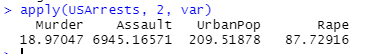 > apply(USArrests, 2, var)
    Murder    Assault   UrbanPop       Rape
  18.97047 6945.16571  209.51878   87.72916